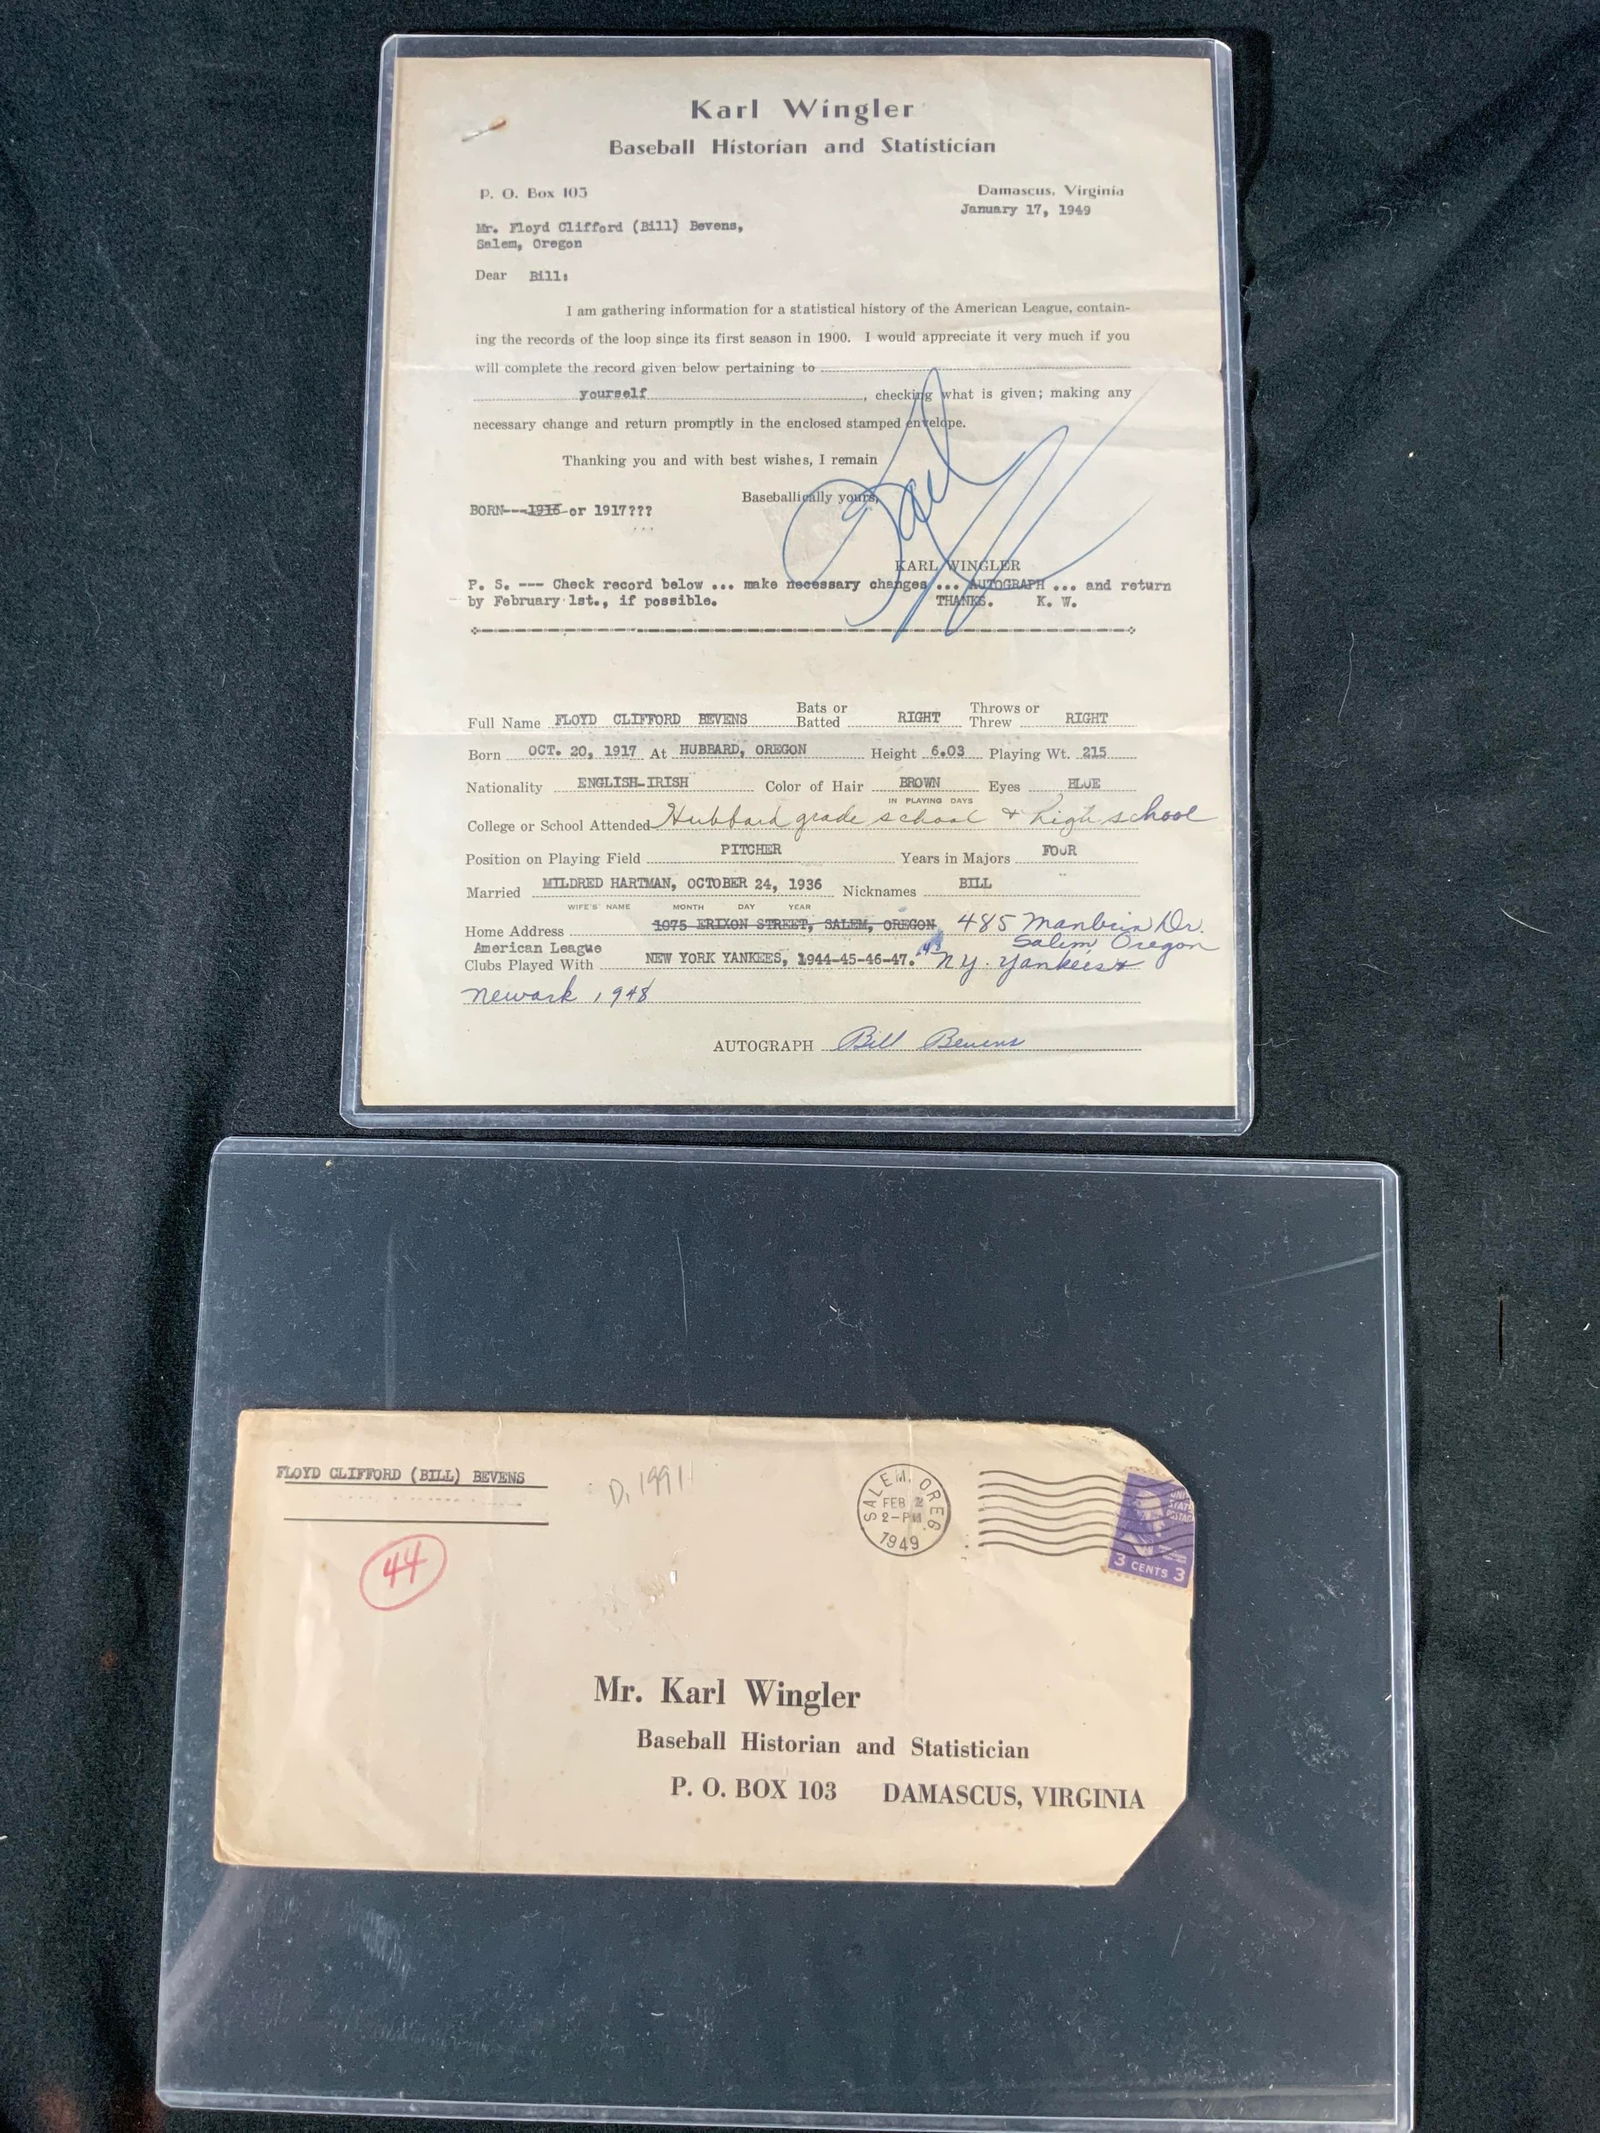 Karl Wingler
Baseball Historian and Statistician
P. O. Box 103
Damascus, Virginia
January 17, 1949
Mr. Floyd Clifford (Bill) Bevens,
Salem, Oregon
Dear Bill:
I am gathering information for a statistical history of the American League, contain-
ing the records of the loop since its first season in 1900. I would appreciate it very much if you
will complete the record given below pertaining to
yourself, checking what is given; making any
necessary change and return promptly in the enclosed stamped envelope.
Thanking you and with best wishes, I remain
Baseballically yours,
BORN---1916 or 1917???
Karl
KARL WINGLER
P. S. --- Check record below ... make necessary changes ... AUTOGRAPH ... and return
by February 1st., if possible. THANKS. K. W.
Full Name FLOYD CLIFFORD BEVENS Bats or Batted RIGHT Throws or Threw RIGHT
Born OCT. 20, 1917 At HUBBARD, OREGON Height 6.03 Playing Wt. 215
Nationality ENGLISH-IRISH Color of Hair BROWN Eyes BLUE
IN PLAYING DAYS
College or School Attended Hubbard grade school & high school
Position on Playing Field PITCHER Years in Majors FOUR
Married MILDRED HARTMAN, OCTOBER 24, 1936 Nicknames BILL
WIFE'S NAME MONTH DAY YEAR
Home Address 1075 ERIXON STREET, SALEM, OREGON 485 Manbrin Dr.
Salem Oregon
American League
Clubs Played With NEW YORK YANKEES, 1944-45-46-47. '48 N.Y. Yankees &
Newark, 1948
AUTOGRAPH Bill Bevens
FLOYD CLIFFORD (BILL) BEVENS
D. 1991
44
SALEM, OREG.
FEB 2
2-PM
1949
UNITED
STATES
POSTAGE
3 CENTS 3
Mr. Karl Wingler
Baseball Historian and Statistician
P. O. BOX 103 DAMASCUS, VIRGINIA